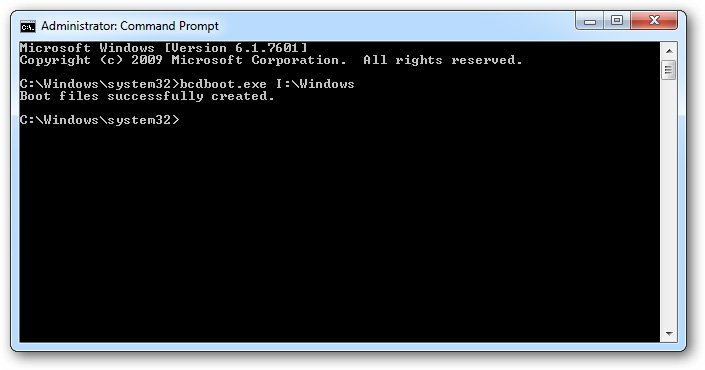 Administrator: Command Prompt
Microsoft Windows [Version 6.1.7601]
Copyright (c) 2009 Microsoft Corporation.  All rights reserved.
C:\Windows\system32>bcdboot.exe I:\Windows
Boot files successfully created.
C:\Windows\system32>